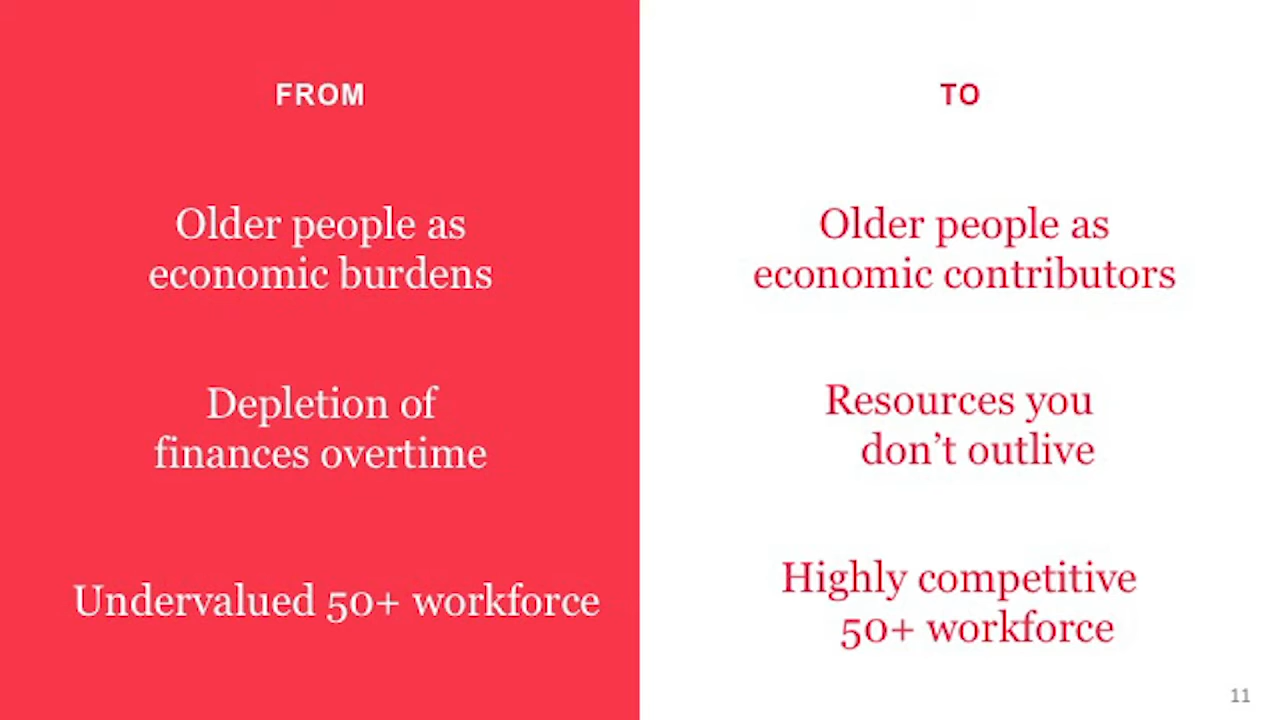 FROM
Older people as
economic burdens
Depletion of
finances overtime
Undervalued 50+ workforce
TO
Older people as
economic contributors
Resources you
don’t outlive
Highly competitive
50+ workforce
11